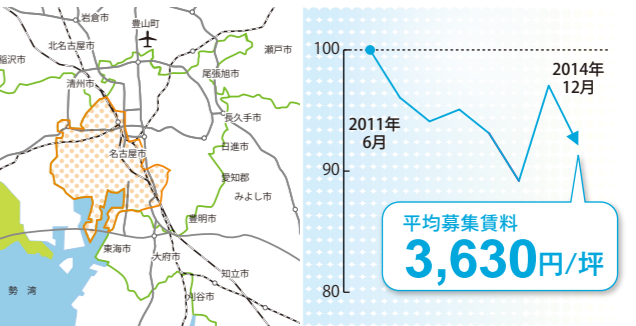 岩倉市
豊山町
北名古屋市
瀬戸市
稲沢市
尾張旭市
清州市
長久手市
名古屋市
日進市
愛知郡
みよし市
豊明市
東海市
大府市
知立市
勢 湾
刈谷市
100
2014年
12月
2011年
6月
90
平均募集賃料
3,630円/坪
80